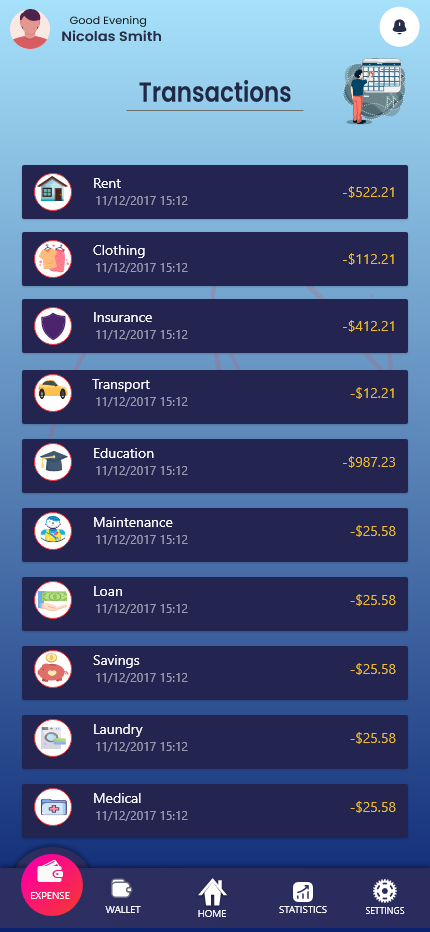 Good Evening
Nicolas Smith
Transactions
Rent
11/12/2017 15:12
-$522.21
Clothing
11/12/2017 15:12
-$112.21
Insurance
11/12/2017 15:12
-$412.21
Transport
11/12/2017 15:12
-$12.21
Education
11/12/2017 15:12
-$987.23
Maintenance
11/12/2017 15:12
-$25.58
Loan
11/12/2017 15:12
-$25.58
Savings
11/12/2017 15:12
-$25.58
Laundry
11/12/2017 15:12
-$25.58
Medical
11/12/2017 15:12
-$25.58
EXPENSE
WALLET
HOME
STATISTICS
SETTINGS